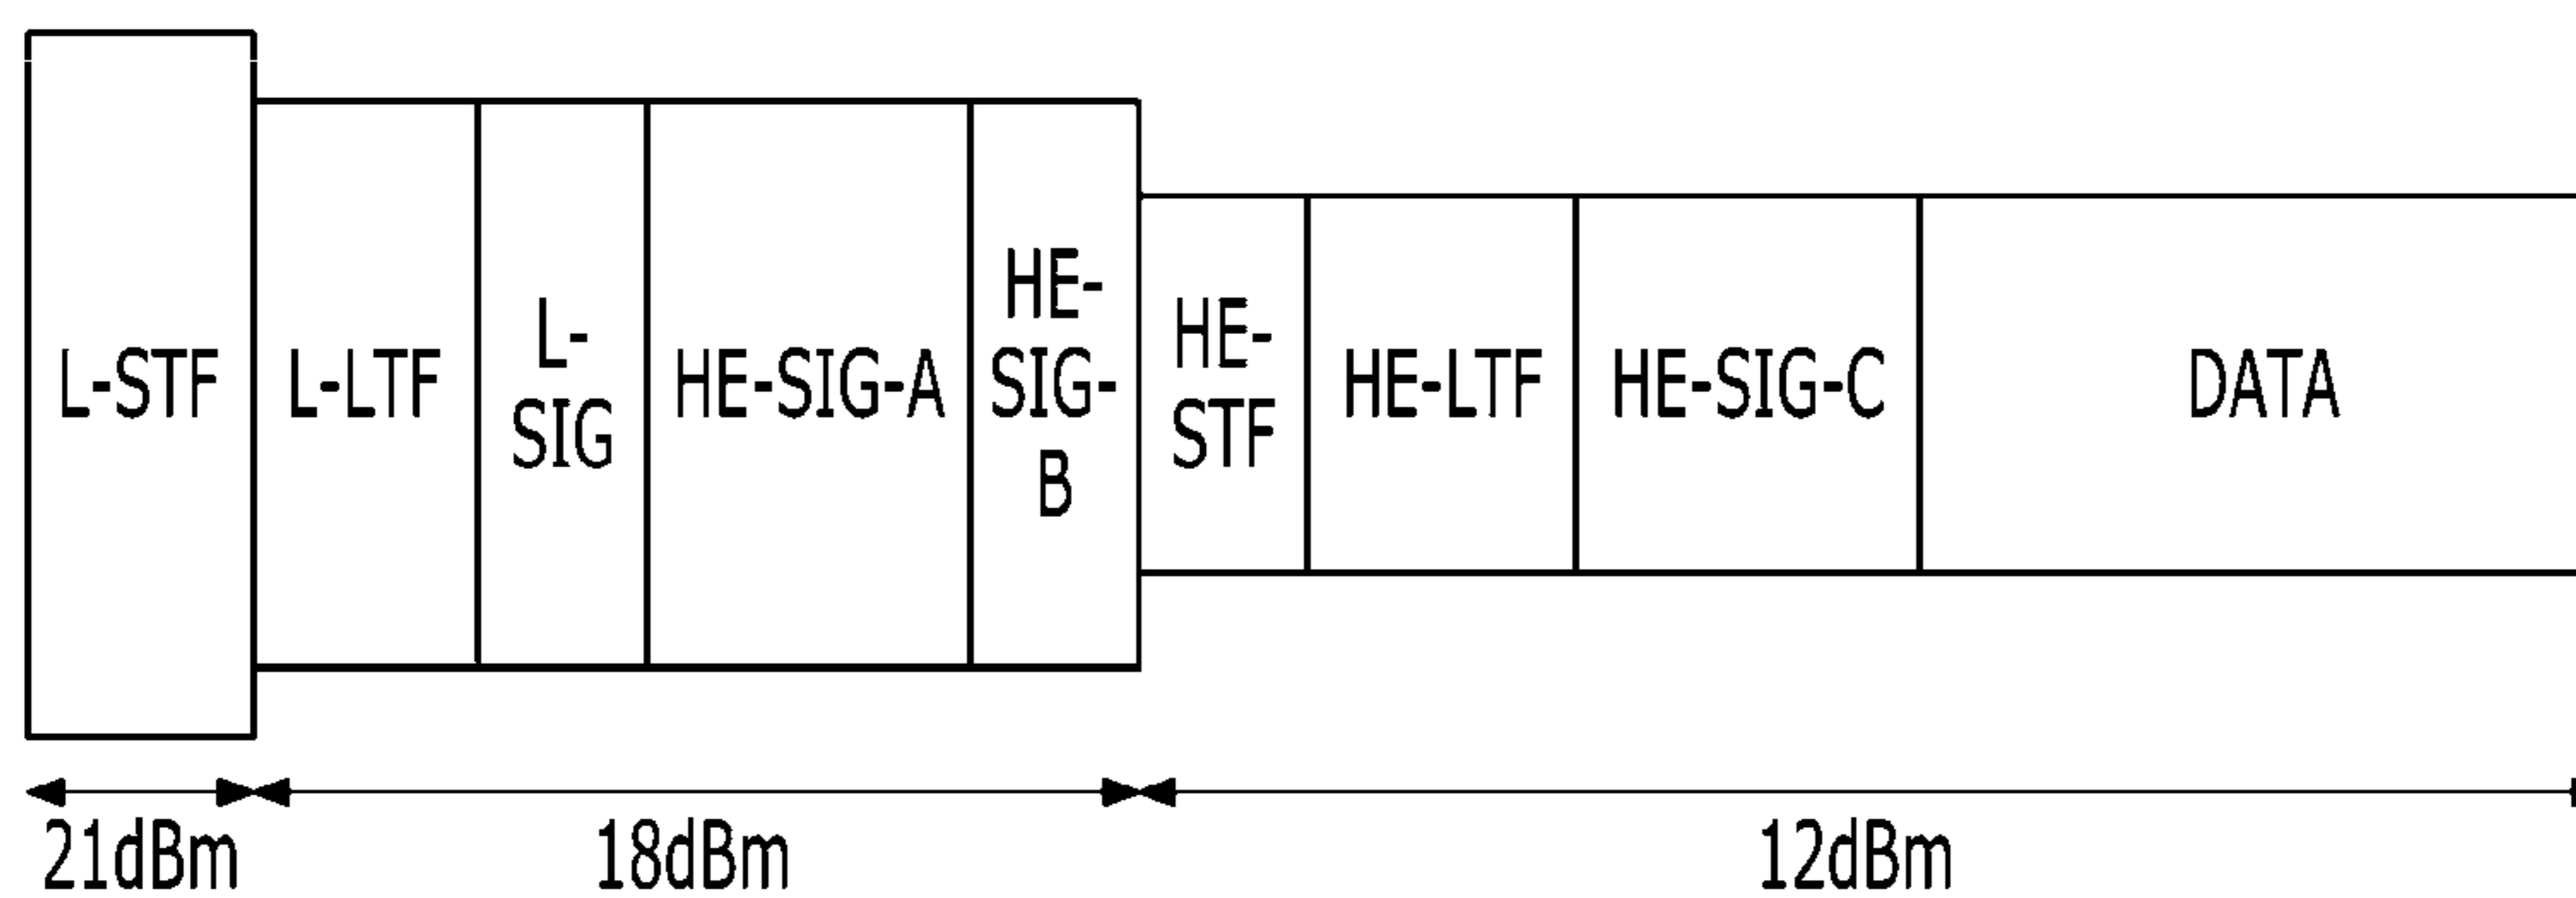 L-STF
L-LTF
L-
SIG
HE-SIG-A
HE-
SIG-
B
HE-
STF
HE-LTF
HE-SIG-C
DATA
21dBm
18dBm
12dBm